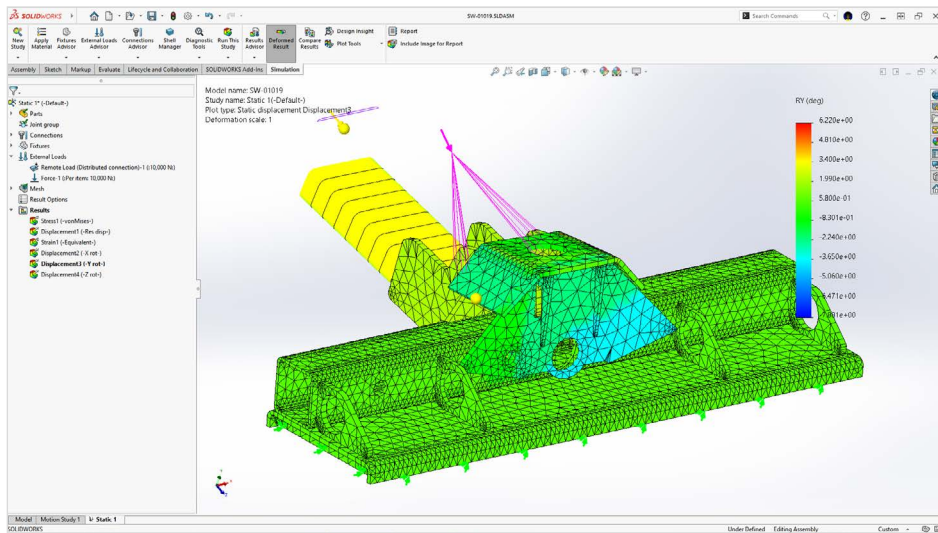 SOLIDWORKS
SW-01019.SLDASM
Search Commands
New Study
Apply Material
Fixtures Advisor
External Loads Advisor
Connections Advisor
Shell Manager
Diagnostic Tools
Run This Study
Results Advisor
Deformed Result
Compare Results
Design Insight
Plot Tools
Report
Include Image for Report
Assembly Sketch Markup Evaluate Lifecycle and Collaboration SOLIDWORKS Add-Ins Simulation
Static 1* (-Default-)
Parts
Joint group
Connections
Fixtures
External Loads
Remote Load (Distributed connection)-1 (:10,000 N:)
Force-1 (:Per item: 10,000 N:)
Mesh
Result Options
Results
Stress1 (-vonMises-)
Displacement1 (-Res disp-)
Strain1 (-Equivalent-)
Displacement2 (-X rot-)
Displacement3 (-Y rot-)
Displacement4 (-Z rot-)
Model name: SW-01019
Study name: Static 1(-Default-)
Plot type: Static displacement Displacement3
Deformation scale: 1
RY (deg)
6.220e+00
4.810e+00
3.400e+00
1.990e+00
5.800e-01
-8.301e-01
-2.240e+00
-3.650e+00
-5.060e+00
Model Motion Study 1 Static 1
SOLIDWORKS
Under Defined Editing Assembly Custom